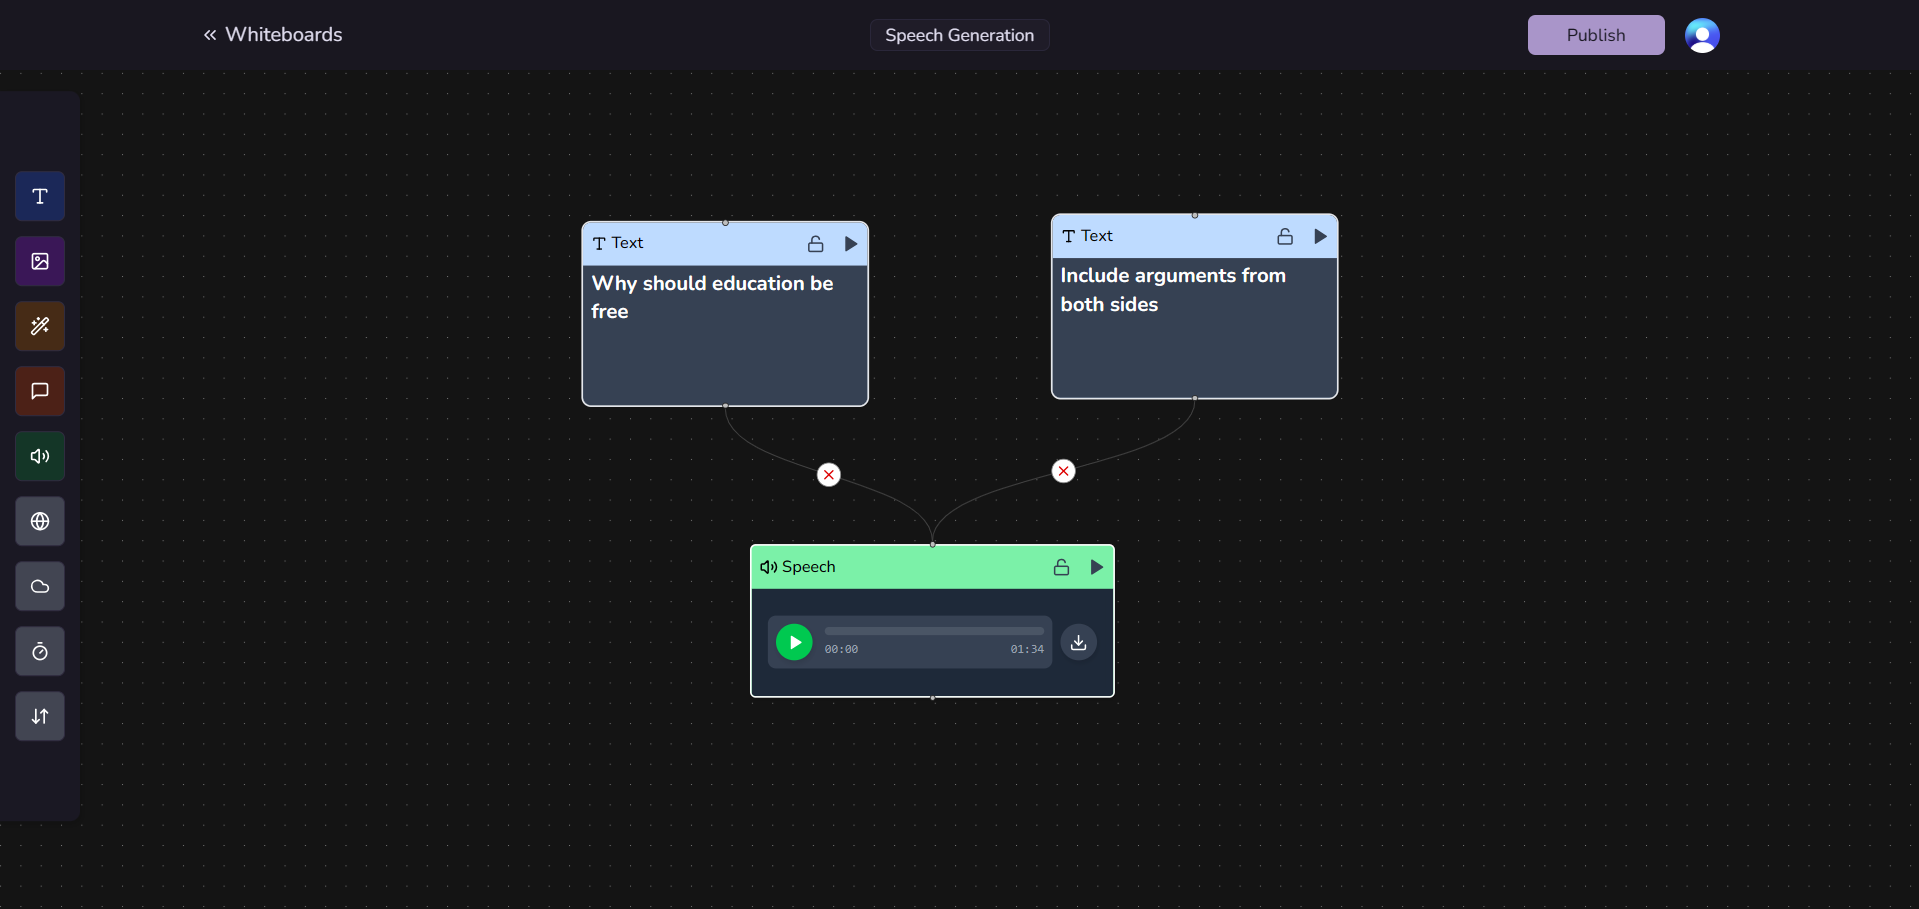 Whiteboards
Speech Generation
Publish
Text
Why should education be
free
Text
Include arguments from
both sides
Speech
00:00
01:34